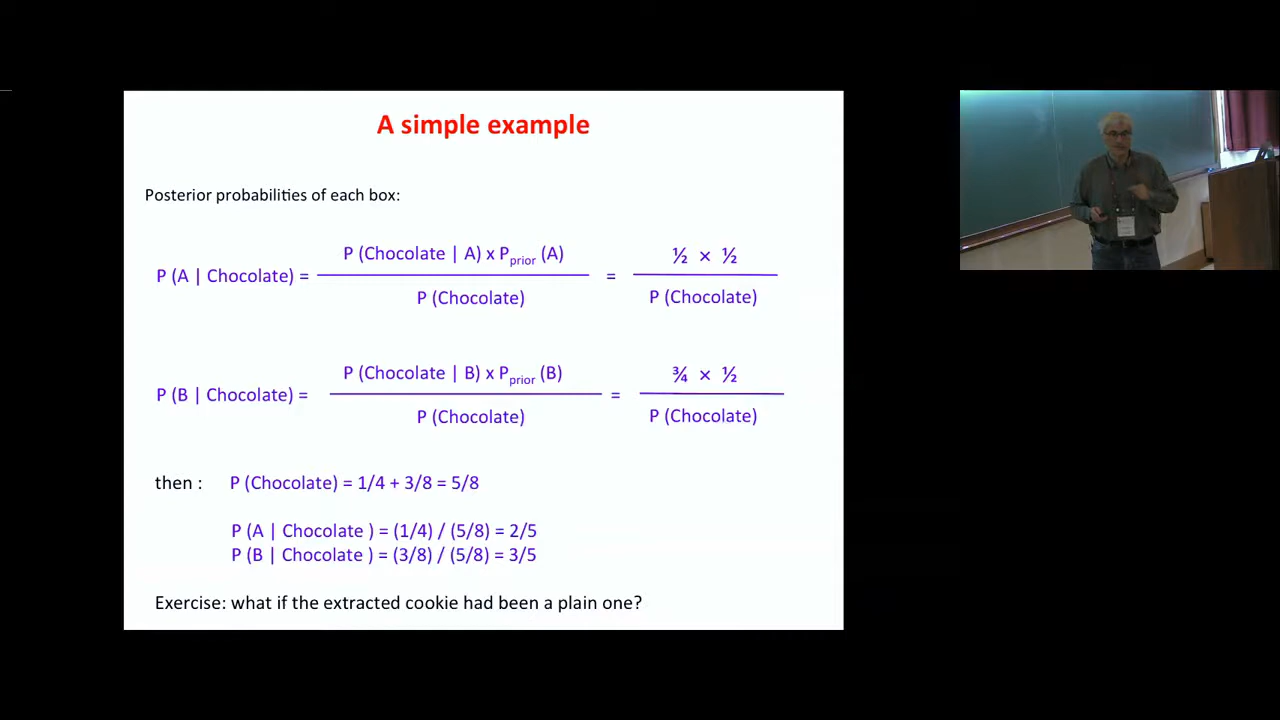 A simple example
Posterior probabilities of each box:
P (A | Chocolate) = P (Chocolate | A) x Pprior (A) / P (Chocolate) = ½ × ½ / P (Chocolate)
P (B | Chocolate) = P (Chocolate | B) x Pprior (B) / P (Chocolate) = ¾ × ½ / P (Chocolate)
then : P (Chocolate) = 1/4 + 3/8 = 5/8
P (A | Chocolate ) = (1/4) / (5/8) = 2/5
P (B | Chocolate ) = (3/8) / (5/8) = 3/5
Exercise: what if the extracted cookie had been a plain one?